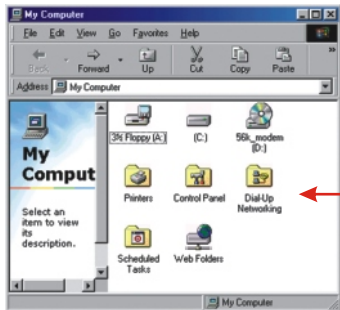 My Computer
File Edit View Go Favorites Help
Back Forward Up Cut Copy Paste »
Address My Computer
My
Comput
Select an
item to view
its
description.
3½ Floppy (A:) (C:) 56k_modem
(D:)
Printers Control Panel Dial-Up
Networking
Scheduled
Tasks Web Folders
My Computer